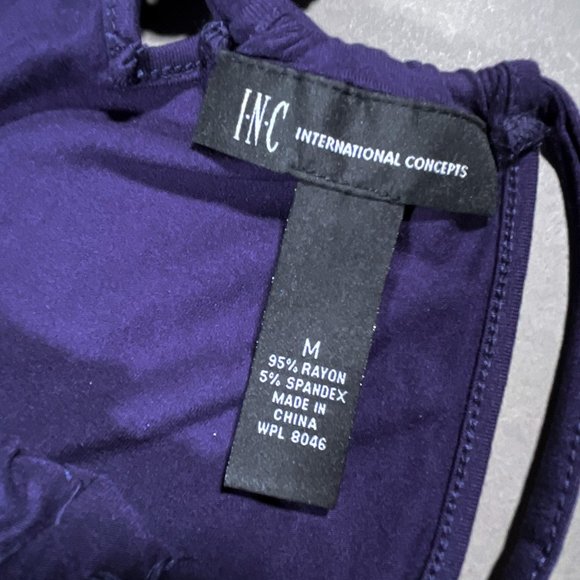 I·N·C INTERNATIONAL CONCEPTS
M
95% RAYON
5% SPANDEX
MADE IN
CHINA
WPL 8046